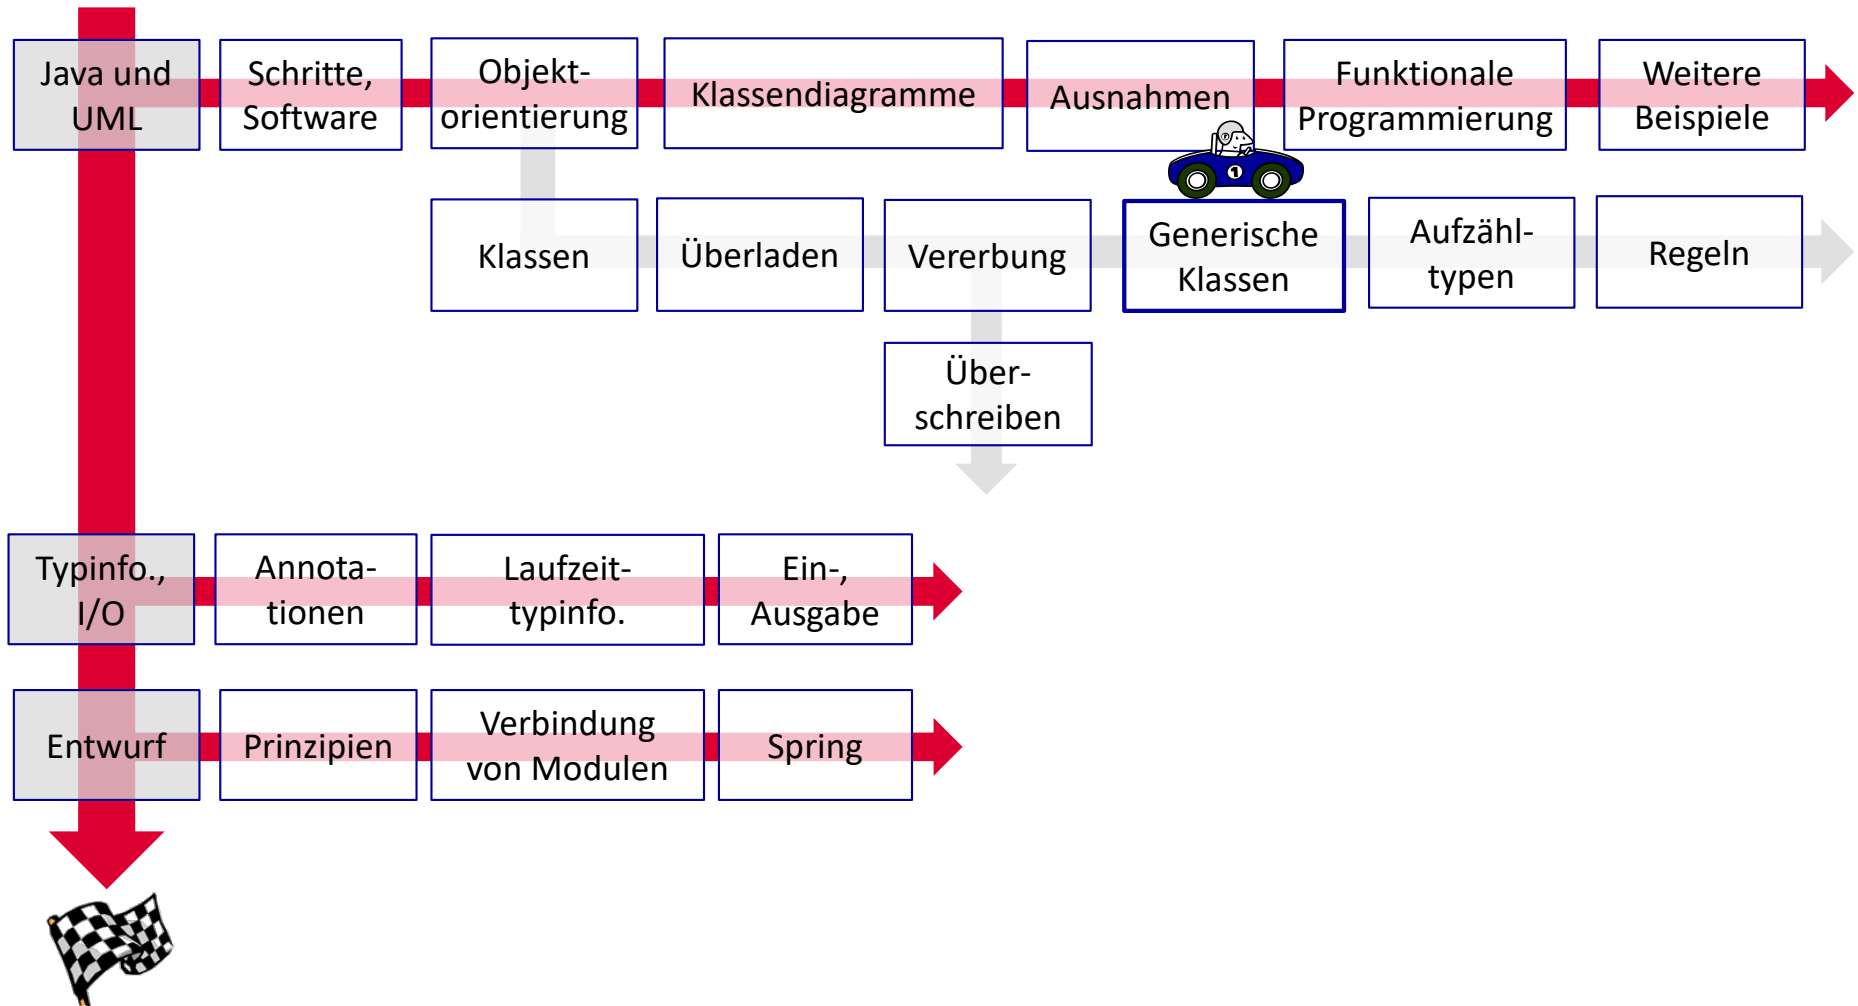 Java und
UML
Schritte,
Software
Objekt-
orientierung
Klassendiagramme
Ausnahmen
Funktionale
Programmierung
Weitere
Beispiele
1
Klassen
Überladen
Vererbung
Generische
Klassen
Aufzähl-
typen
Regeln
Über-
schreiben
Typinfo.,
I/O
Annota-
tionen
Laufzeit-
typinfo.
Ein-,
Ausgabe
Entwurf
Prinzipien
Verbindung
von Modulen
Spring